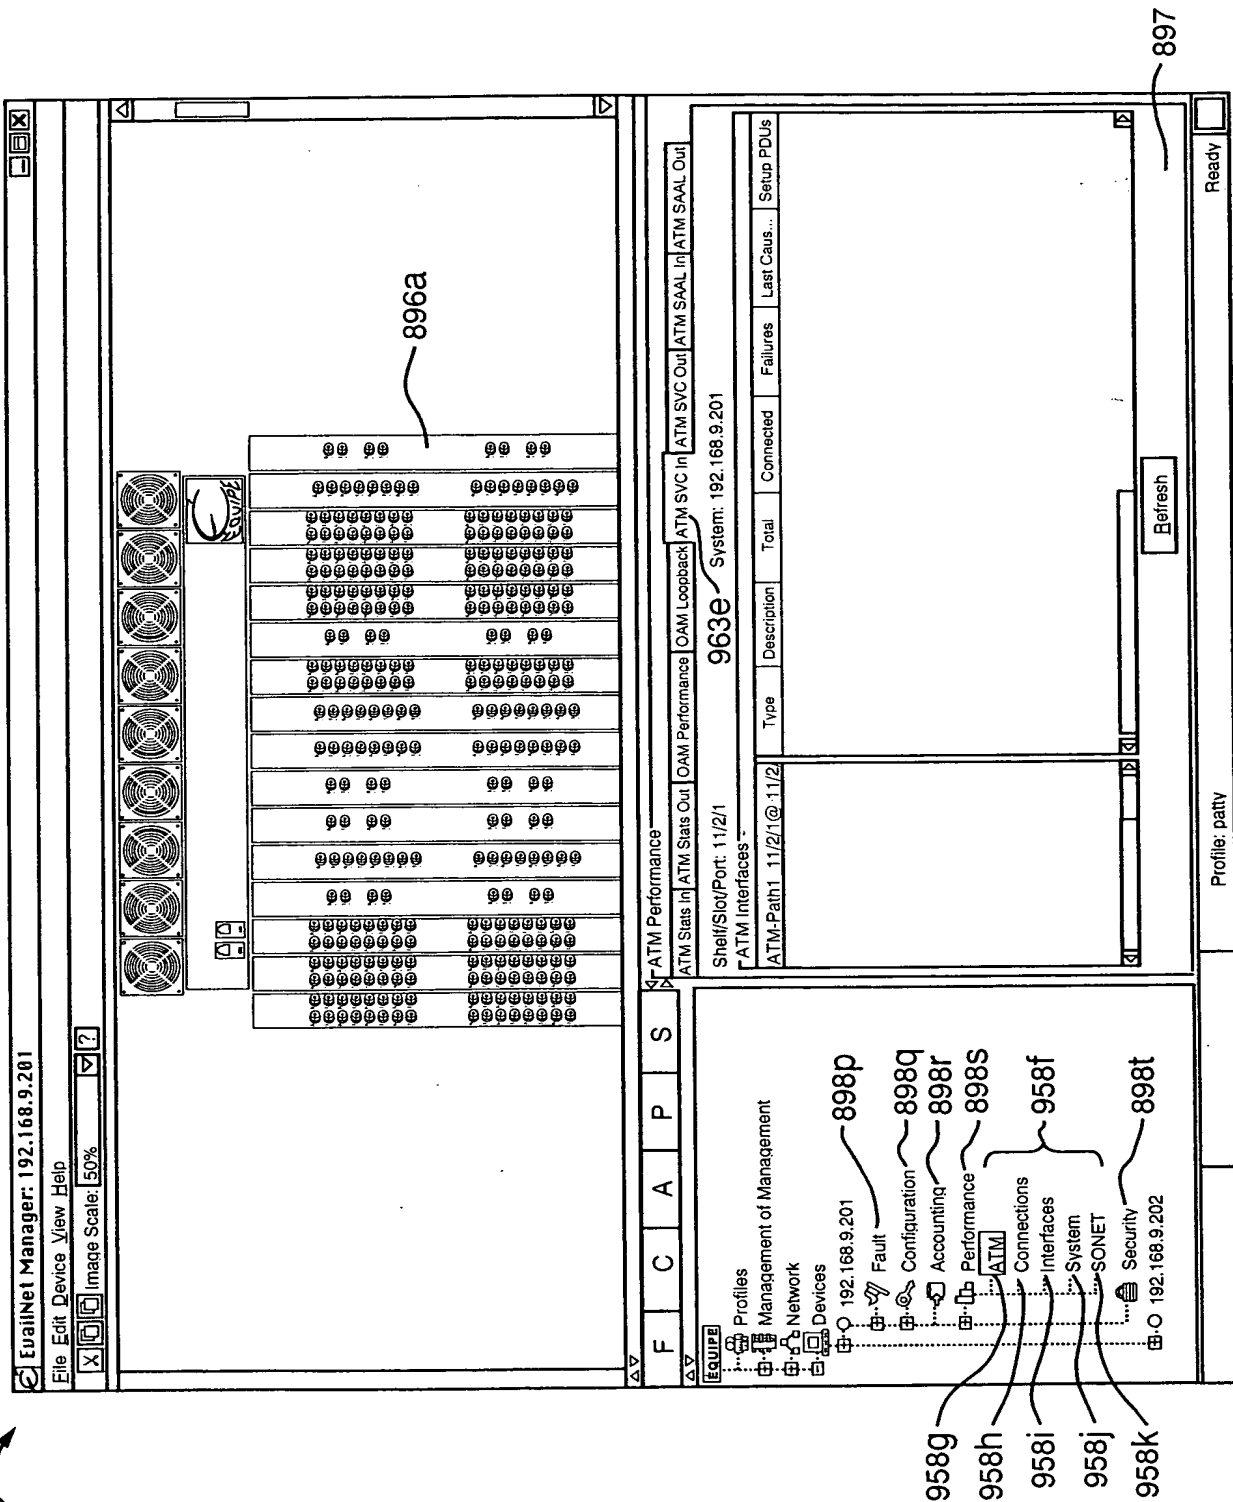 EvailNet Manager: 192.168.9.201
File Edit Device View Help
Image Scale: 50%
?
EQUIPE
896a
F C A P S
EQUIPE
Profiles
Management of Management
Network
Devices
192.168.9.201
898p
Fault
898q
Configuration
898r
Accounting
898s
Performance
958g
ATM
958h
Connections
958f
958i
Interfaces
958j
System
958k
SONET
Security
898t
192.168.9.202
ATM Performance
ATM Stats In ATM Stats Out OAM Performance OAM Loopback ATM SVC In ATM SVC Out ATM SAAL In ATM SAAL Out
963e
Shelf/Slot/Port: 11/2/1 System: 192.168.9.201
ATM Interfaces
ATM-Path1_11/2/1@ 11/2/
Type Description Total Connected Failures Last Caus... Setup PDUs
Refresh
897
Profile: patty
Ready